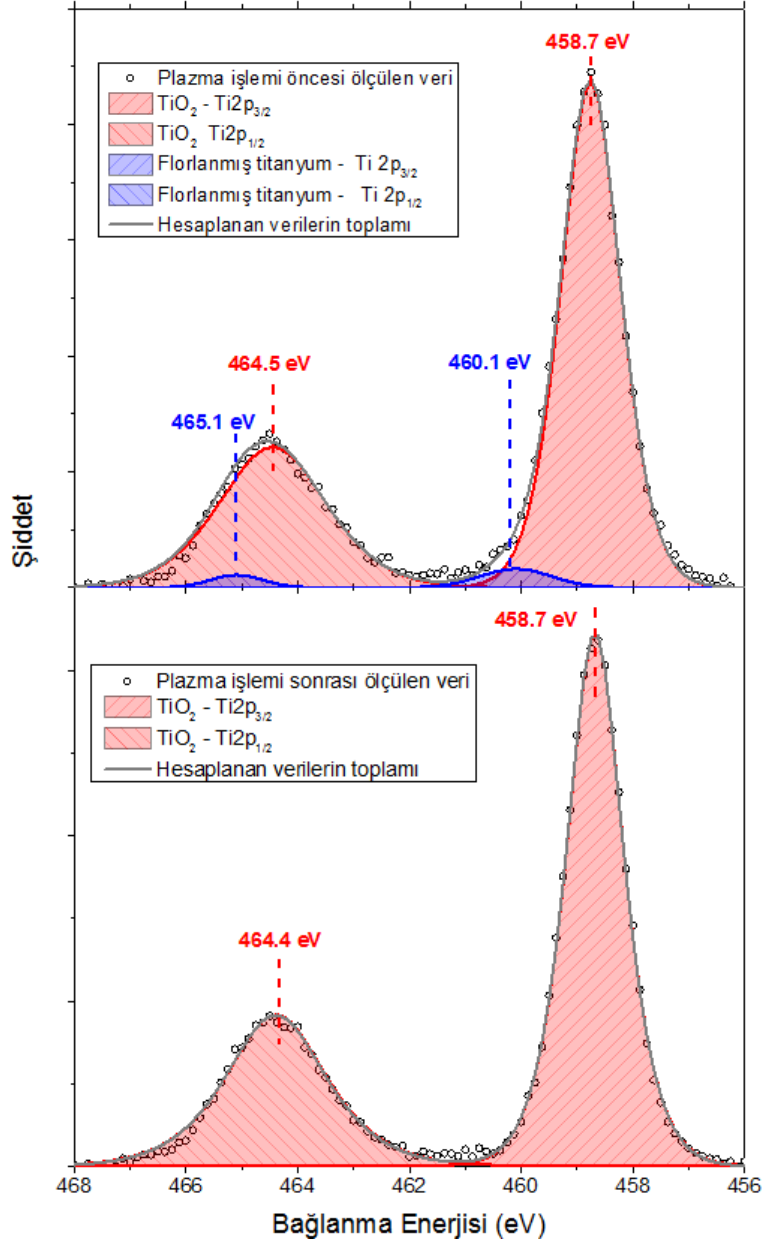 458.7 eV
Plazma işlemi öncesi ölçülen veri
TiO₂ - Ti2p₃/₂
TiO₂ Ti2p₁/₂
Florlanmış titanyum - Ti 2p₃/₂
Florlanmış titanyum - Ti 2p₁/₂
Hesaplanan verilerin toplamı
464.5 eV
460.1 eV
465.1 eV
Şiddet
458.7 eV
Plazma işlemi sonrası ölçülen veri
TiO₂ - Ti2p₃/₂
TiO₂ - Ti2p₁/₂
Hesaplanan verilerin toplamı
464.4 eV
468 466 464 462 460 458 456
Bağlanma Enerjisi (eV)